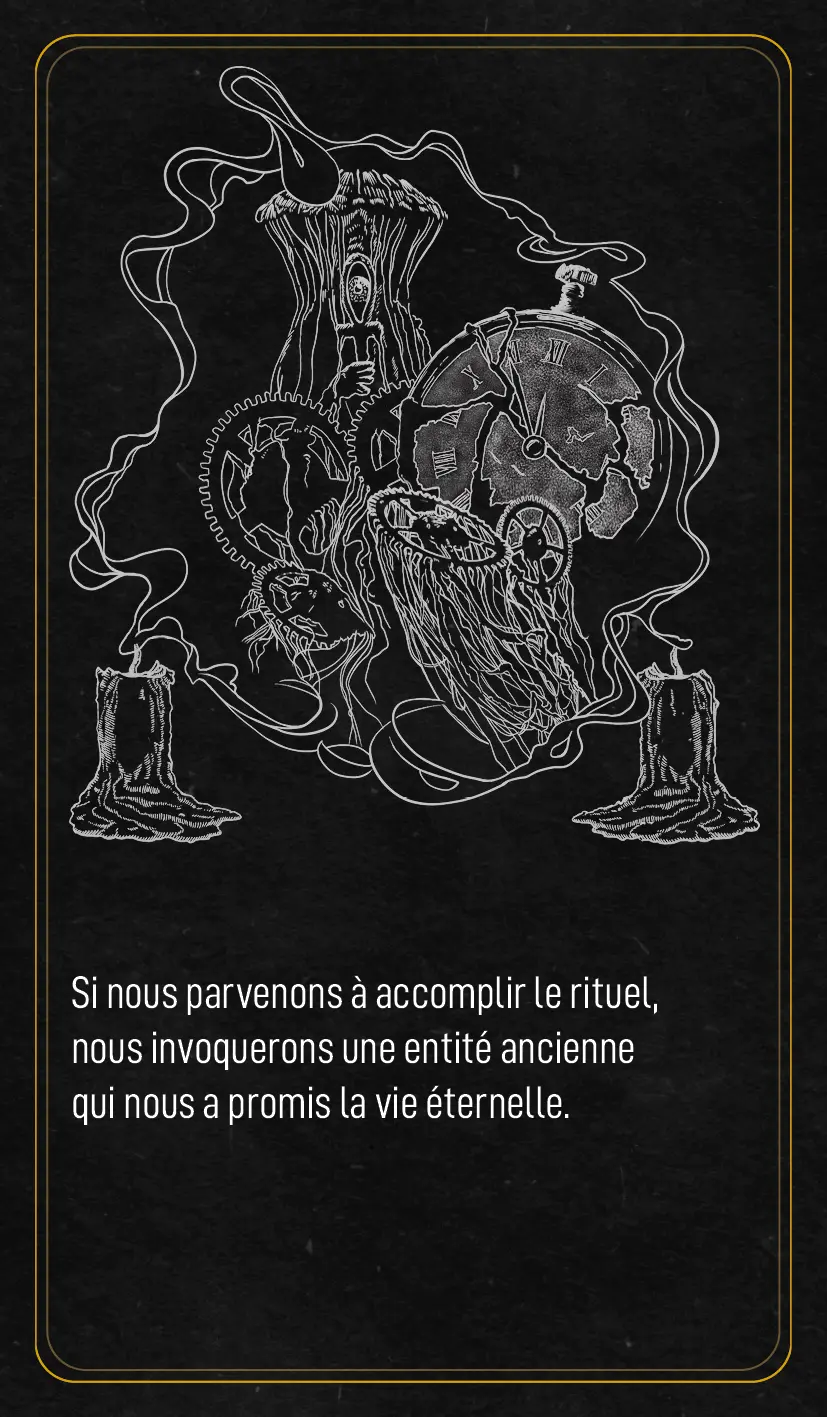 Si nous parvenons à accomplir le rituel,
nous invoquerons une entité ancienne
qui nous a promis la vie éternelle.